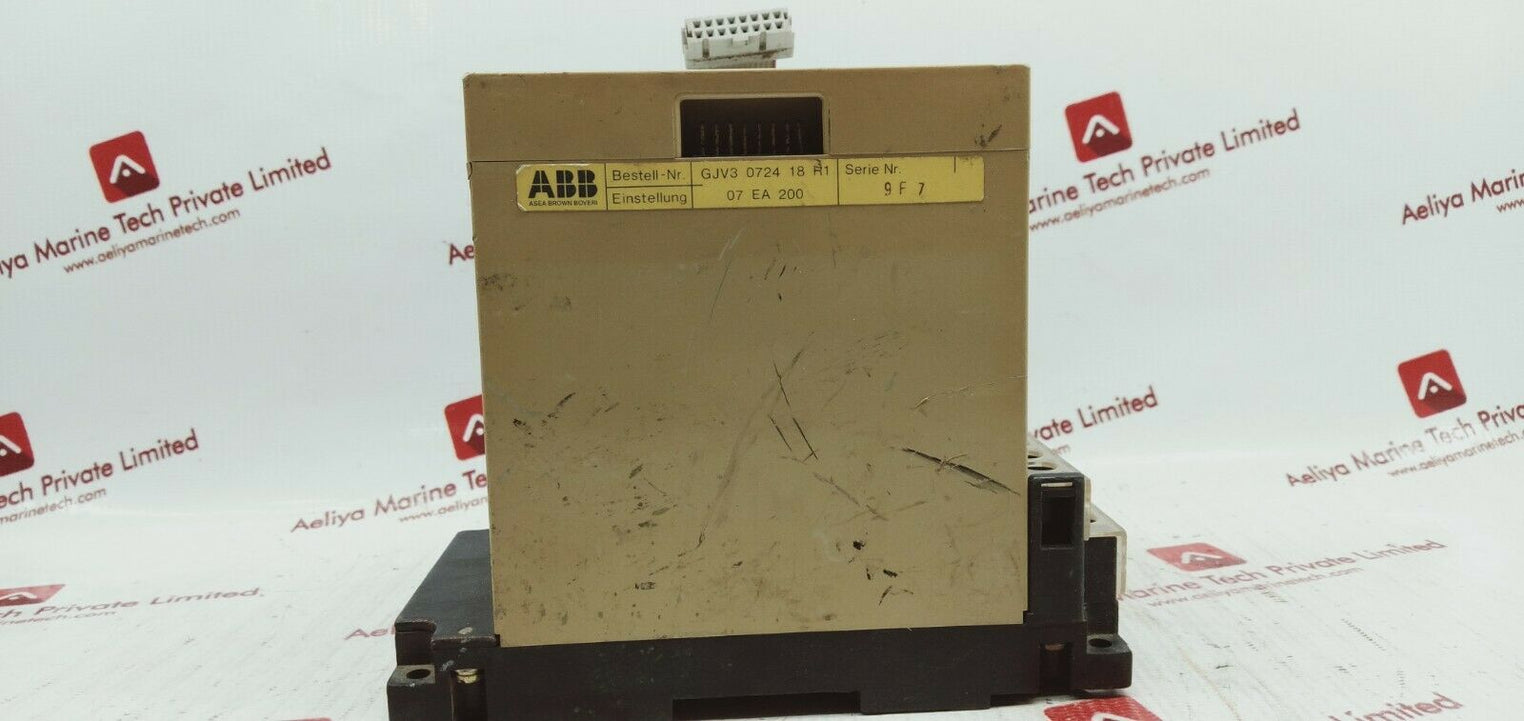 ABB
ASEA BROWN BOVERI
Bestell-Nr. GJV3 0724 18 R1
Einstellung 07 EA 200
Serie Nr.
9F7
Aeliya Marine Tech Private Limited
www.aeliyamarinetech.com